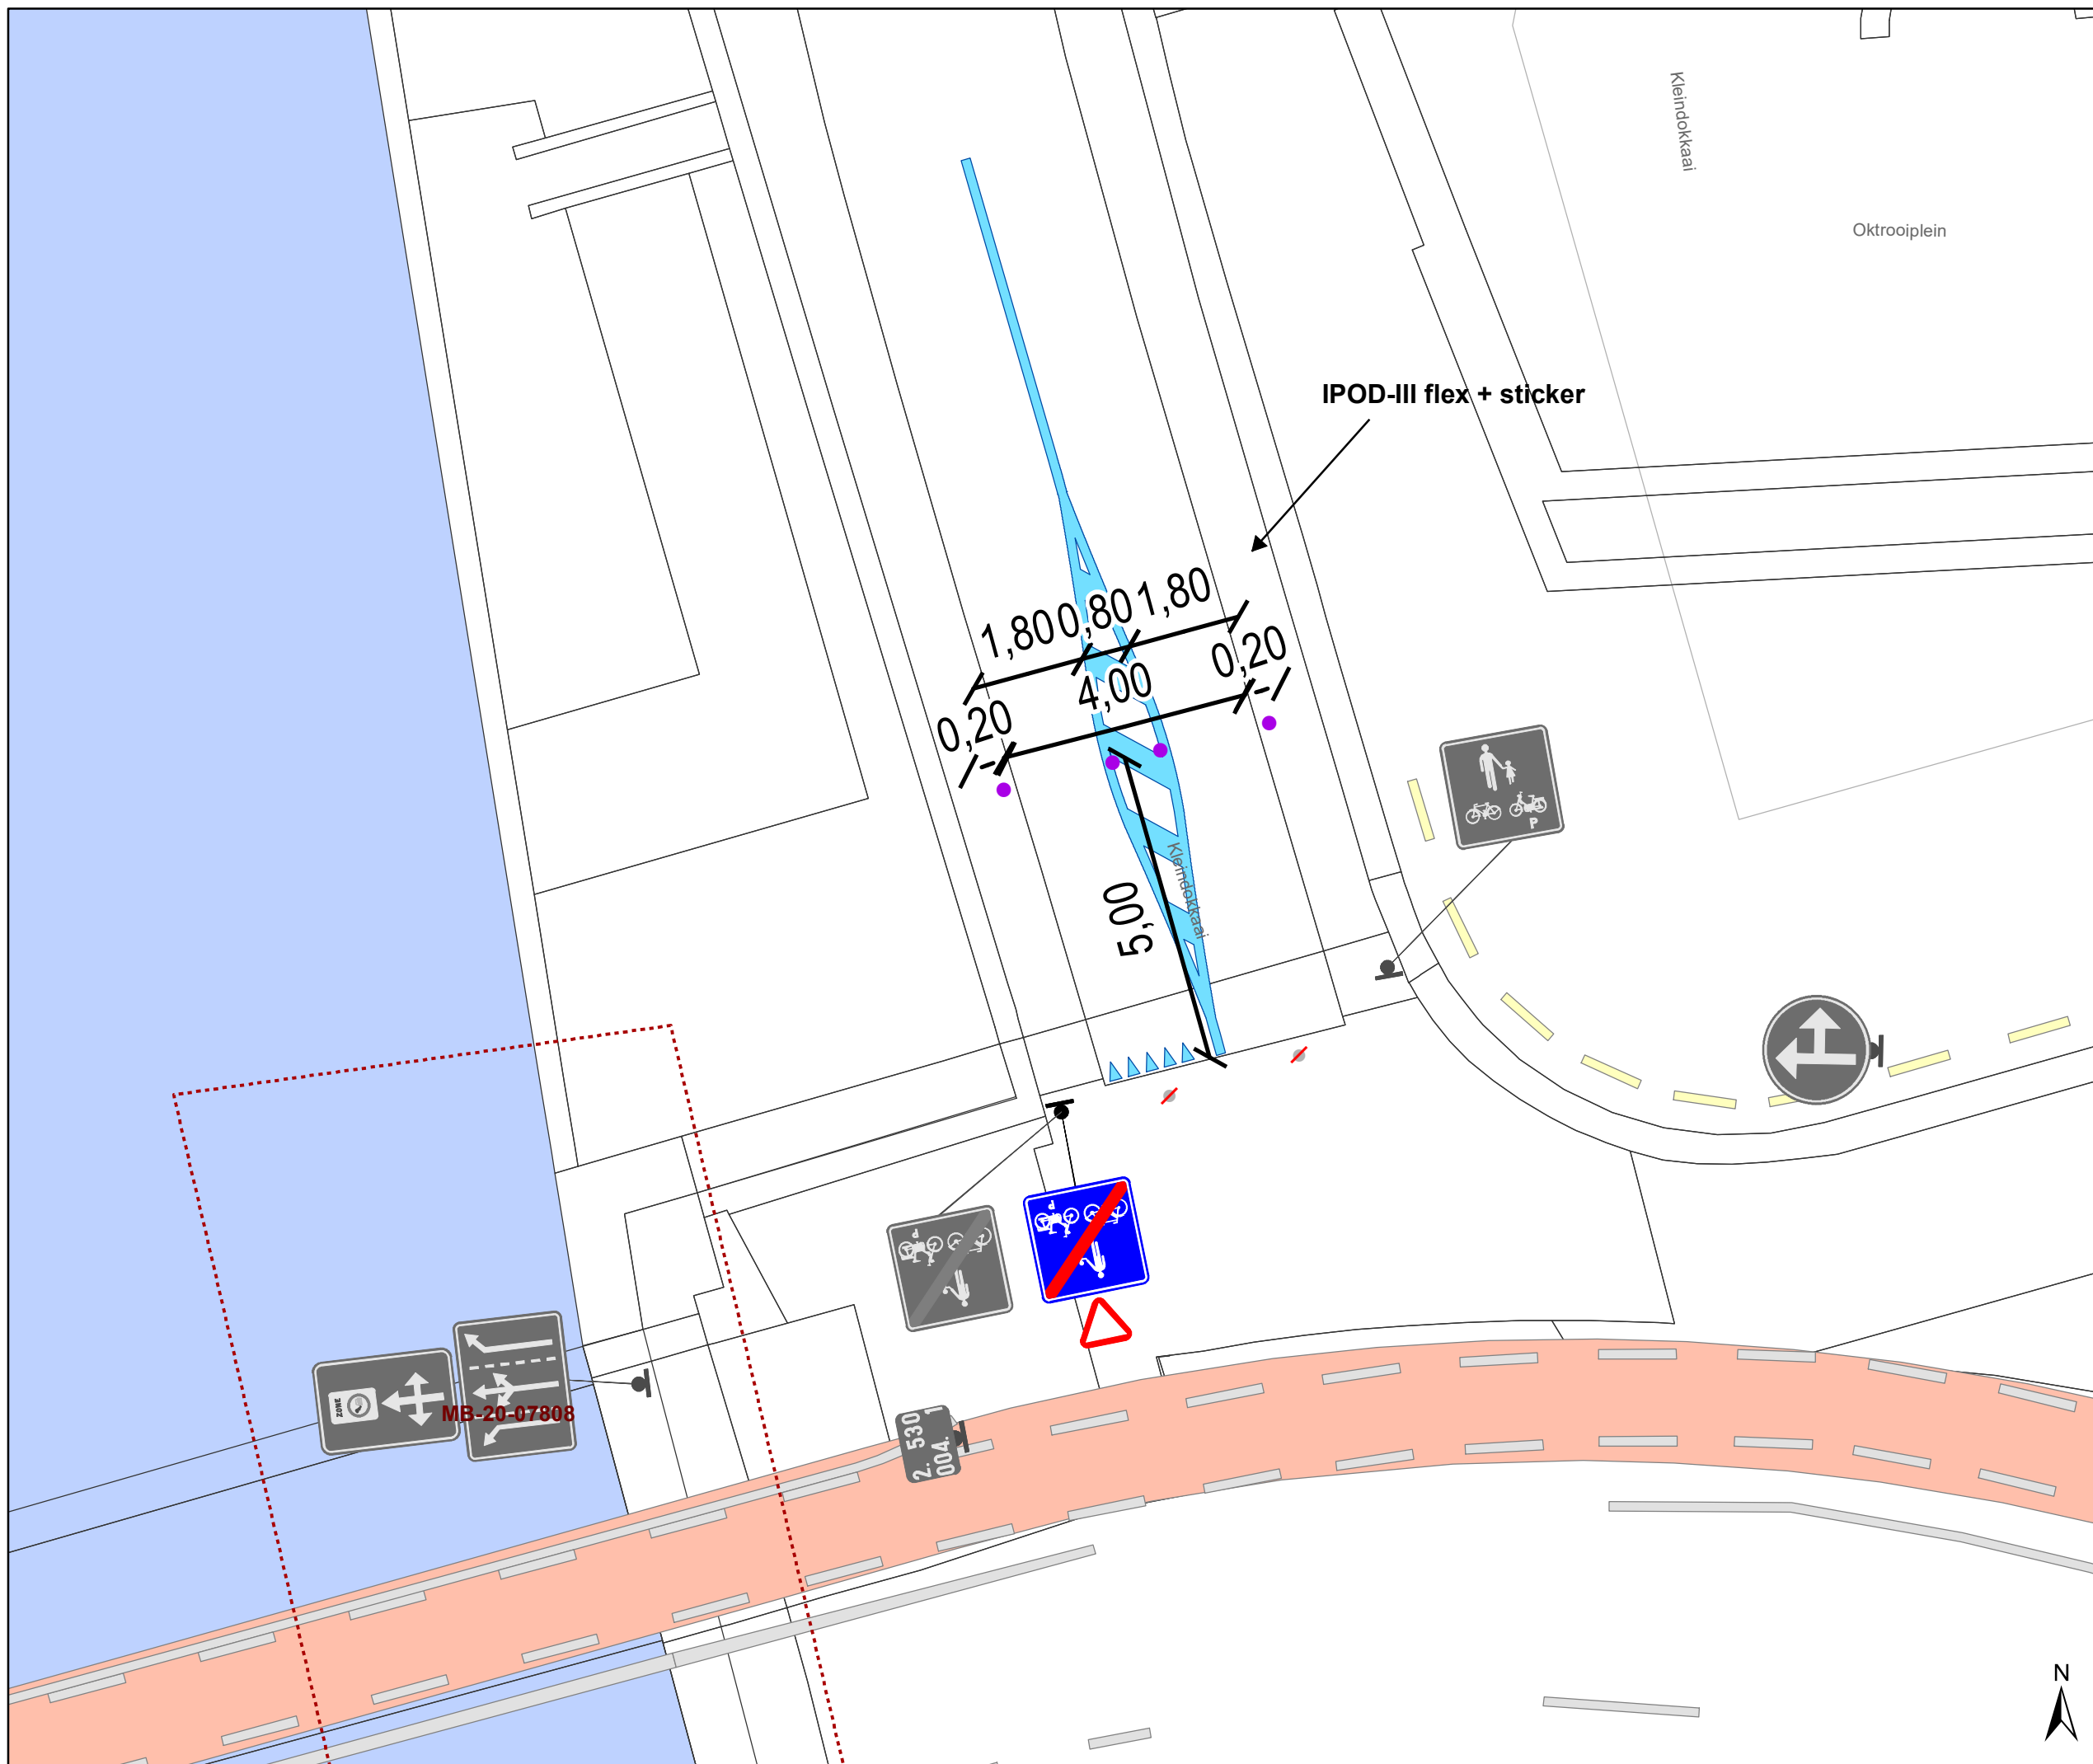 Kleindokkaai
Oktrooiplein
IPOD-III flex + sticker
1,80
0,80
1,80
0,20
4,00
0,20
5,00
Kleindokkaai
P
P
P
ZONE
MB-20-07808
2. 530
004. 1
N